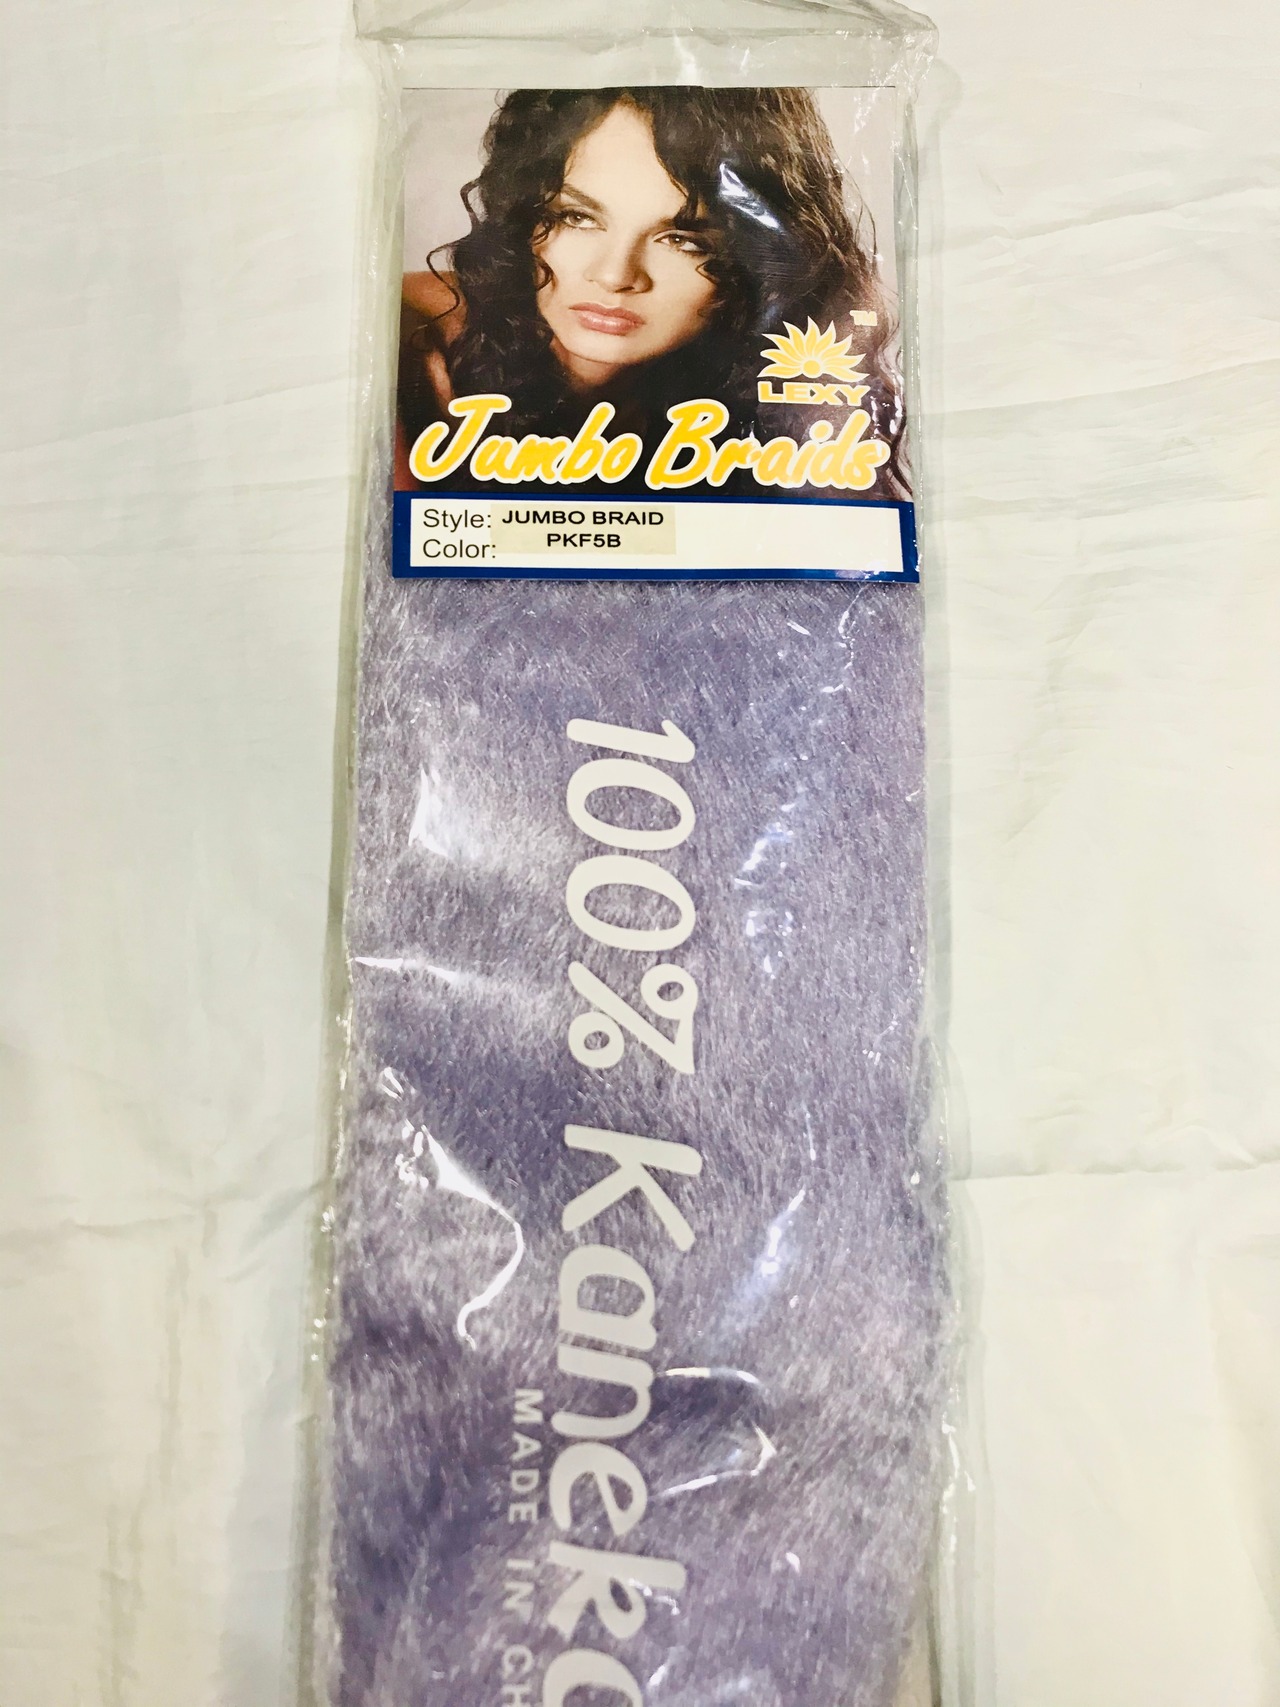 TM
LEXY
Jumbo Braids
Style: JUMBO BRAID
Color: PKF5B
100% Kaneka
MADE IN CH